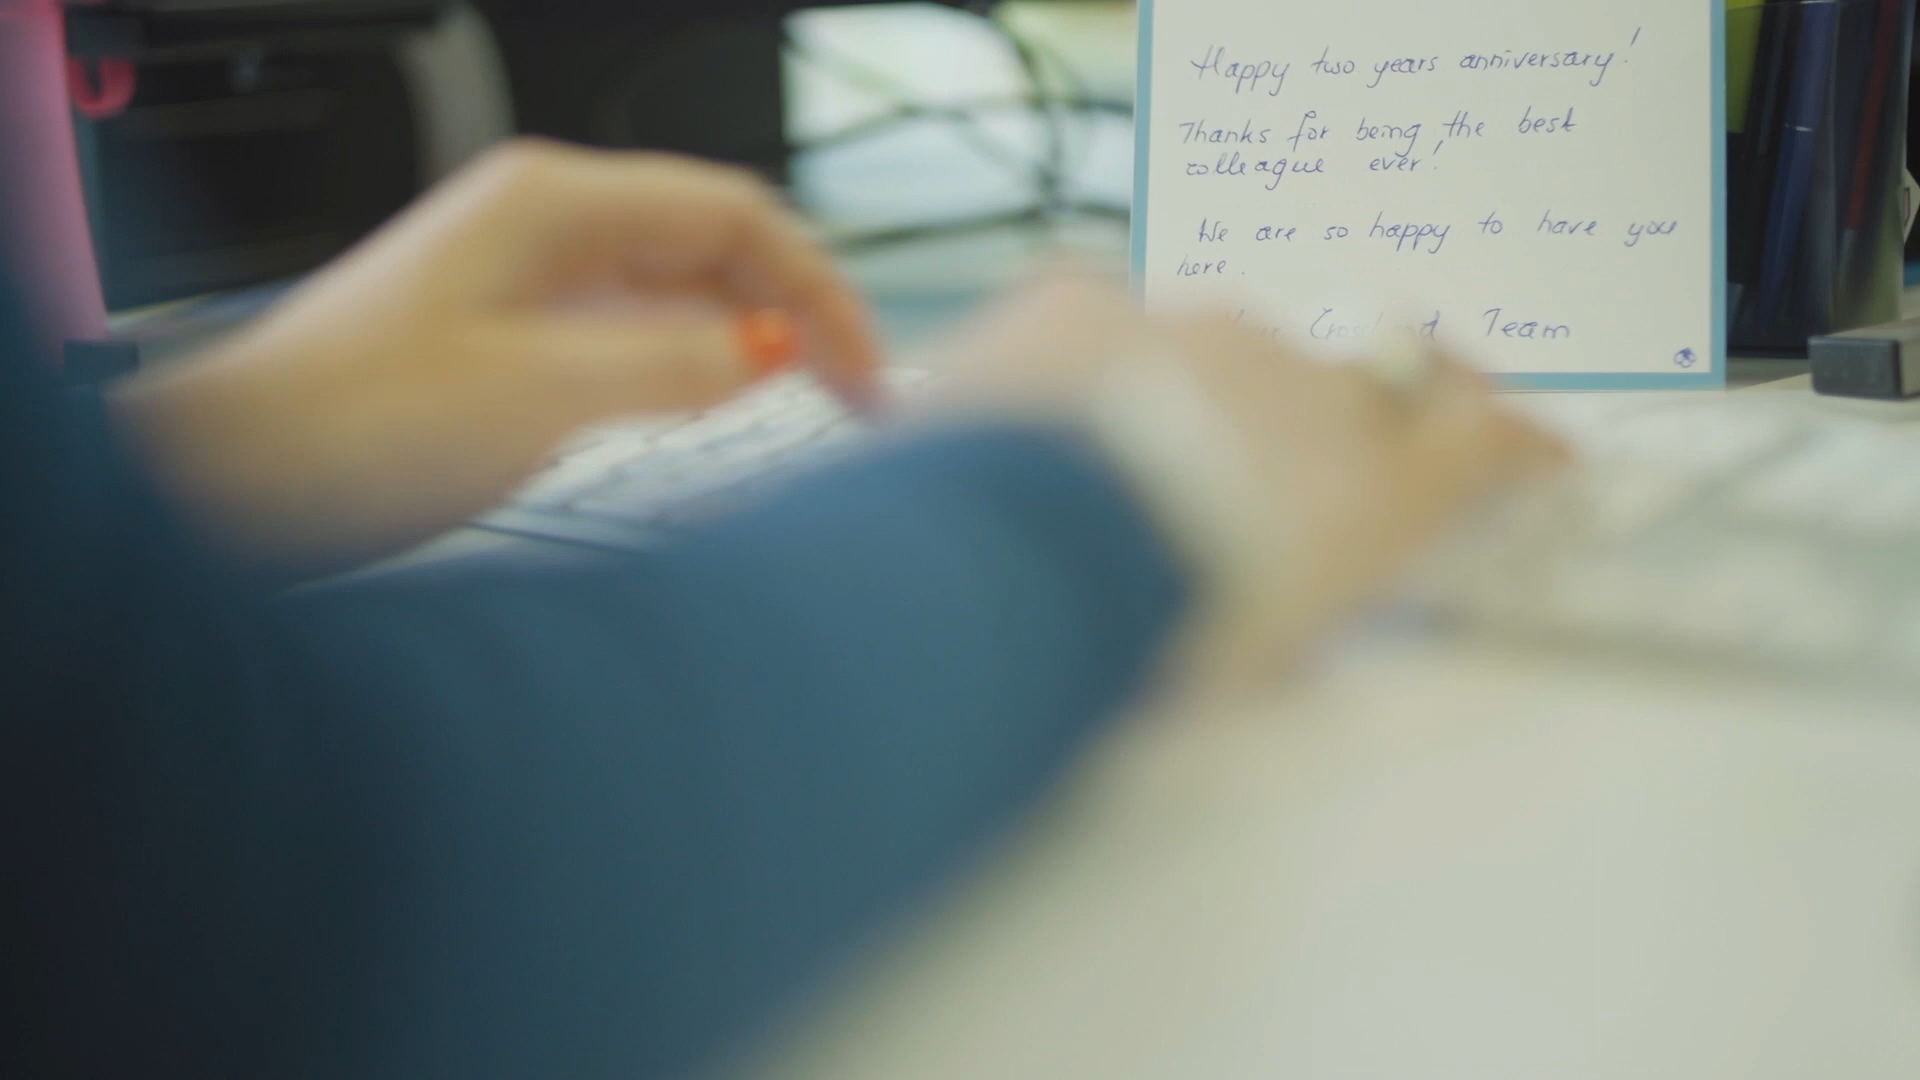 Happy two years anniversary!
Thanks for being the best
colleague ever!
We are so happy to have you
here.
Team